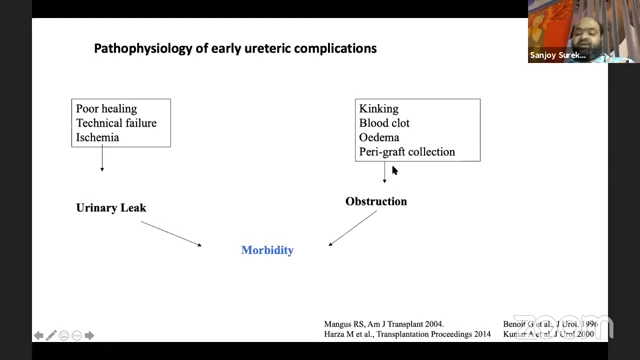 Pathophysiology of early ureteric complications
Sanjoy Surek...
Poor healing
Technical failure
Ischemia
Kinking
Blood clot
Oedema
Peri-graft collection
Urinary Leak
Obstruction
Morbidity
Mangus RS, Am J Transplant 2004.
Harza M et al., Transplantation Proceedings 2014
Benoit G et al., J Urol, 1996
Kumar A et al, J Urol 2000
zoom